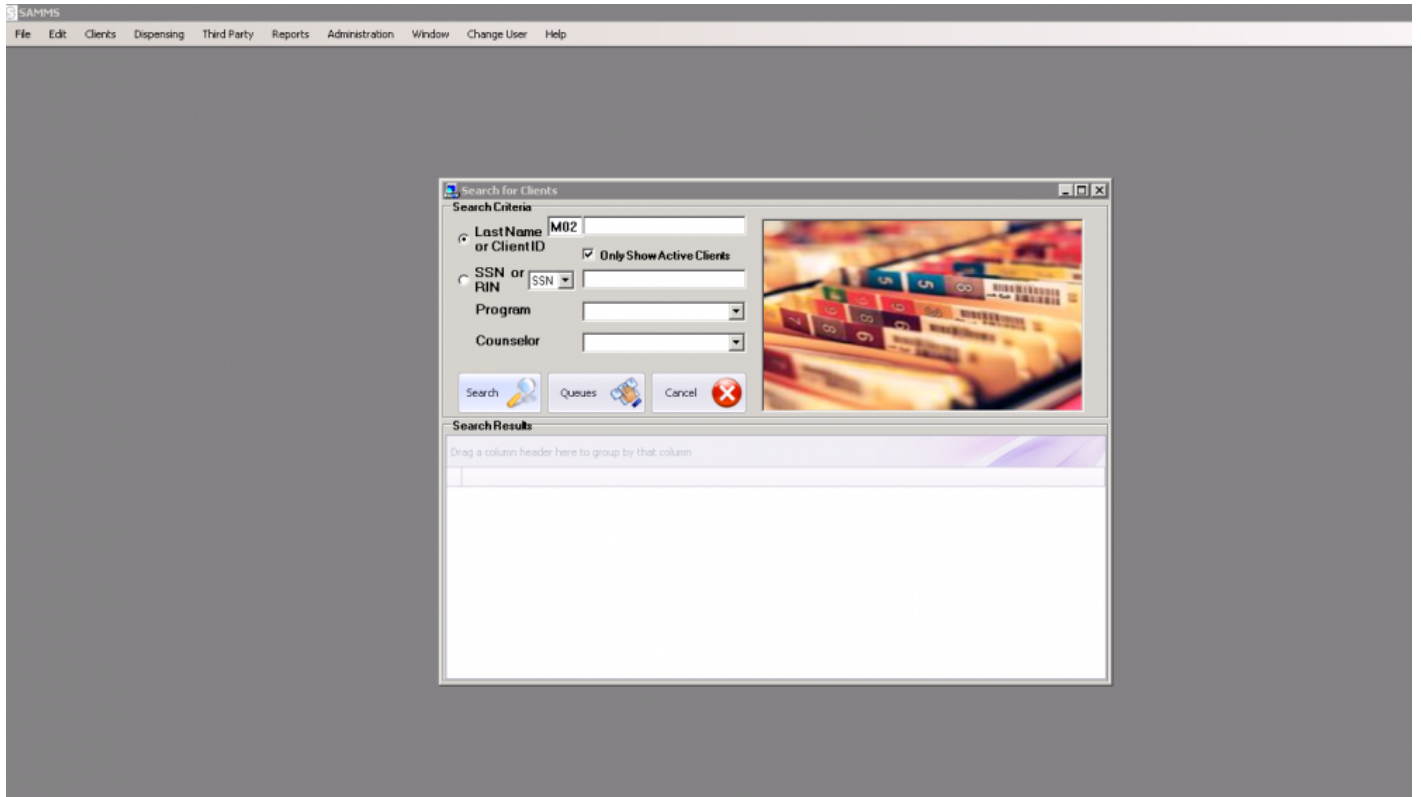 SAMMS
File Edit Clients Dispensing Third Party Reports Administration Window Change User Help
Search for Clients
Search Criteria
Last Name
or Client ID
M02
Only Show Active Clients
SSN or
RIN
SSN
Program
Counselor
Search Queues Cancel
Search Results
Drag a column header here to group by that column